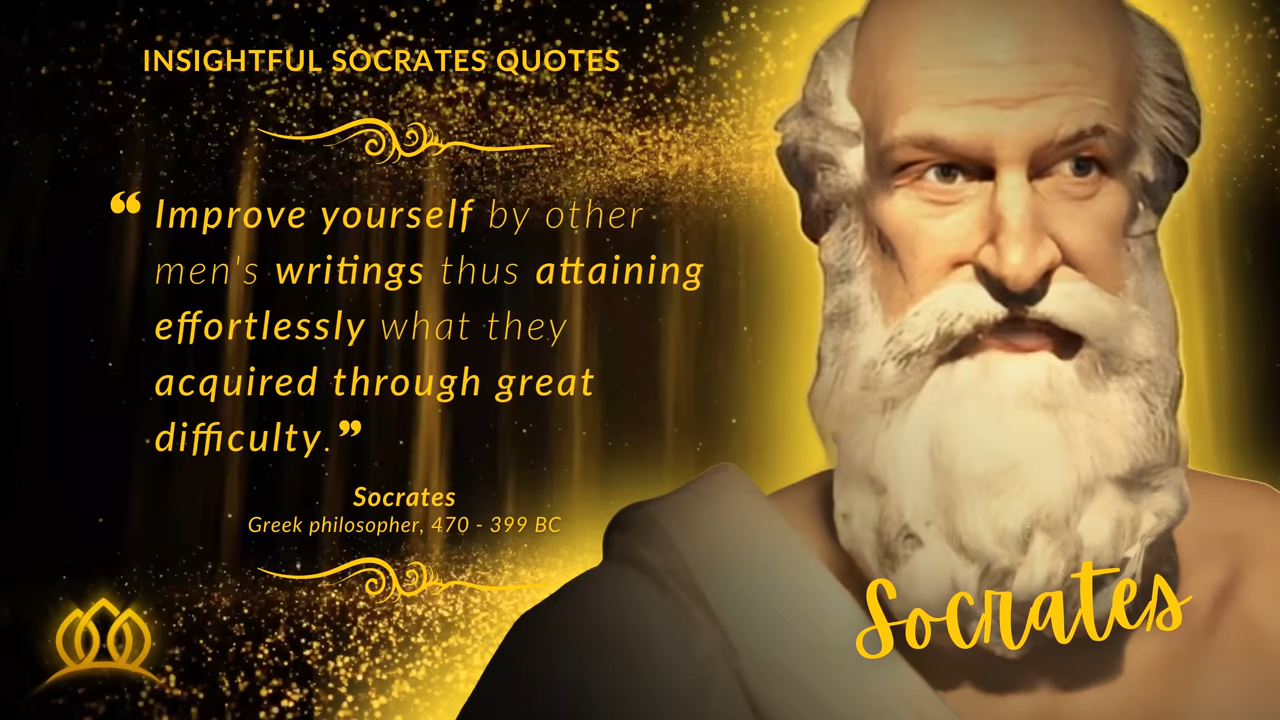 INSIGHTFUL SOCRATES QUOTES
❝ Improve yourself by other
men's writings thus attaining
effortlessly what they
acquired through great
difficulty.❞
Socrates
Greek philosopher, 470 - 399 BC
Socrates